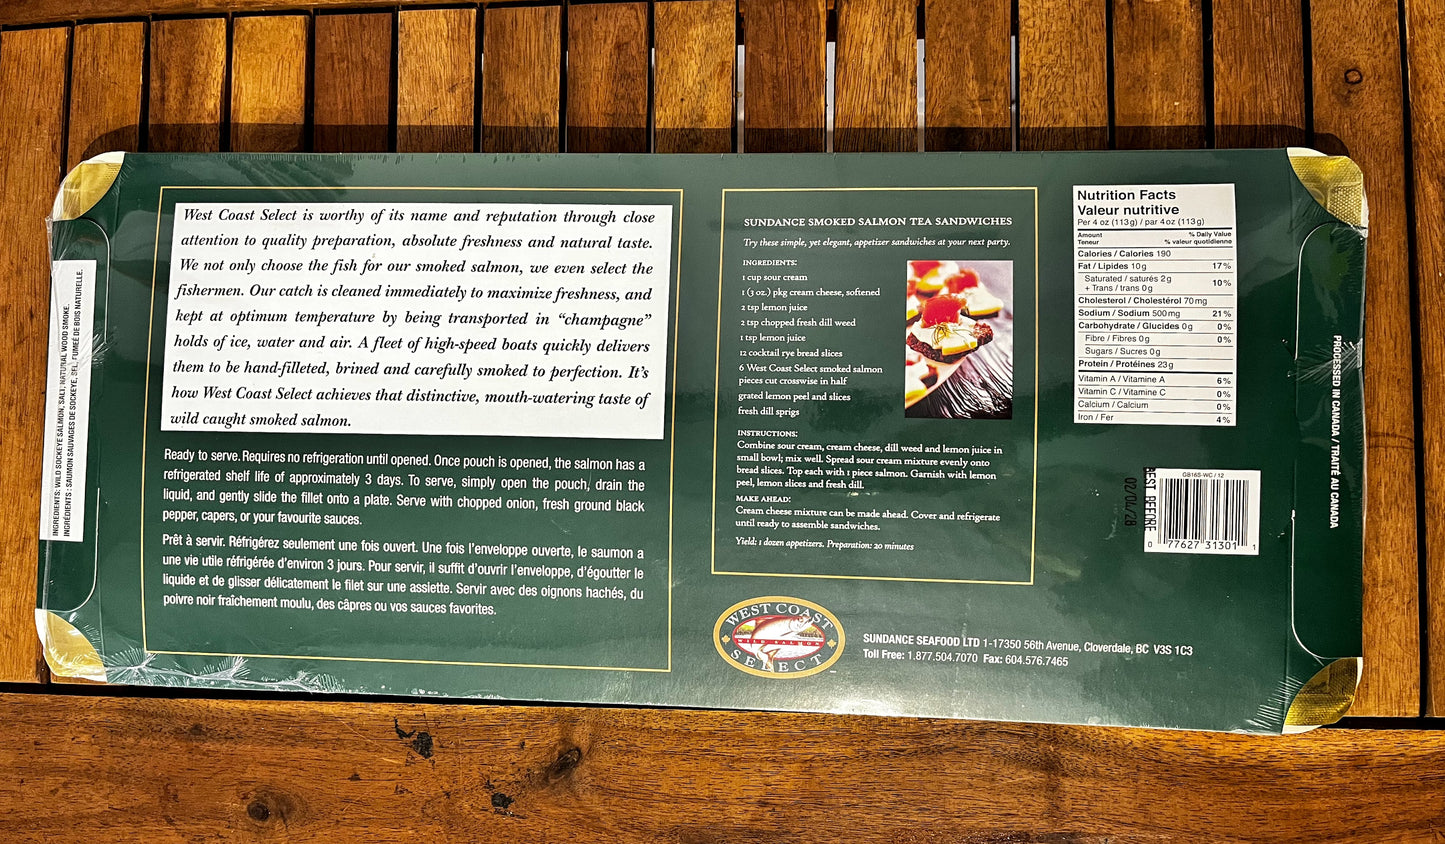 INGREDIENTS: WILD SOCKEYE SALMON, SALT, NATURAL WOOD SMOKE.
INGRÉDIENTS : SAUMON SAUVAGES DE SOCKEYE, SEL, FUMÉE DE BOIS NATURELLE.
West Coast Select is worthy of its name and reputation through close
attention to quality preparation, absolute freshness and natural taste.
We not only choose the fish for our smoked salmon, we even select the
fishermen. Our catch is cleaned immediately to maximize freshness, and
kept at optimum temperature by being transported in "champagne"
holds of ice, water and air. A fleet of high-speed boats quickly delivers
them to be hand-filleted, brined and carefully smoked to perfection. It's
how West Coast Select achieves that distinctive, mouth-watering taste of
wild caught smoked salmon.
Ready to serve. Requires no refrigeration until opened. Once pouch is opened, the salmon has a
refrigerated shelf life of approximately 3 days. To serve, simply open the pouch, drain the
liquid, and gently slide the fillet onto a plate. Serve with chopped onion, fresh ground black
pepper, capers, or your favourite sauces.
Prêt à servir. Réfrigérez seulement une fois ouvert. Une fois l'enveloppe ouverte, le saumon a
une vie utile réfrigérée d'environ 3 jours. Pour servir, il suffit d'ouvrir l'enveloppe, d'égoutter le
liquide et de glisser délicatement le filet sur une assiette. Servir avec des oignons hachés, du
poivre noir fraîchement moulu, des câpres ou vos sauces favorites.
SUNDANCE SMOKED SALMON TEA SANDWICHES
Try these simple, yet elegant, appetizer sandwiches at your next party.
INGREDIENTS:
1 cup sour cream
1 (3 oz.) pkg cream cheese, softened
2 tsp lemon juice
2 tsp chopped fresh dill weed
1 tsp lemon juice
12 cocktail rye bread slices
6 West Coast Select smoked salmon
pieces cut crosswise in half
grated lemon peel and slices
fresh dill sprigs
INSTRUCTIONS:
Combine sour cream, cream cheese, dill weed and lemon juice in
small bowl; mix well. Spread sour cream mixture evenly onto
bread slices. Top each with 1 piece salmon. Garnish with lemon
peel, lemon slices and fresh dill.
MAKE AHEAD:
Cream cheese mixture can be made ahead. Cover and refrigerate
until ready to assemble sandwiches.
Yield: 1 dozen appetizers. Preparation: 20 minutes
WEST COAST
WILD SALMON
SELECT
SUNDANCE SEAFOOD LTD 1-17350 56th Avenue, Cloverdale, BC V3S 1C3
Toll Free: 1.877.504.7070 Fax: 604.576.7465
Nutrition Facts
Valeur nutritive
Per 4 oz (113g) / par 4oz (113g)
Amount % Daily Value
Teneur % valeur quotidienne
Calories / Calories 190
Fat / Lipides 10g 17%
Saturated / saturés 2g 10%
+ Trans / trans 0g
Cholesterol / Cholestérol 70mg
Sodium / Sodium 500mg 21%
Carbohydrate / Glucides 0g 0%
Fibre / Fibres 0g 0%
Sugars / Sucres 0g
Protein / Protéines 23g
Vitamin A / Vitamine A 6%
Vitamin C / Vitamine C 0%
Calcium / Calcium 0%
Iron / Fer 4%
BEST BEFORE
02/04/28
GB16S-WC / 12
0 77627 31301 1
PROCESSED IN CANADA / TRAITÉ AU CANADA